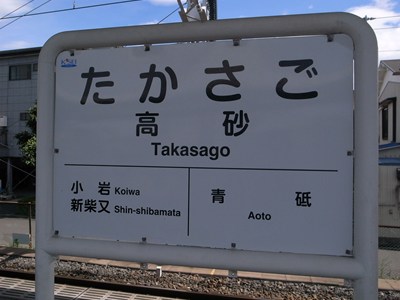 たかさご
高砂
Takasago
小岩 Koiwa
新柴又 Shin-shibamata
青砥
Aoto